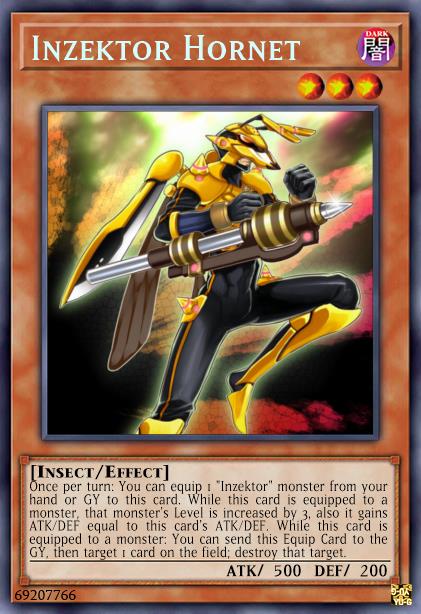 Inzektor Hornet
DARK
闇
[Insect/Effect]
Once per turn: You can equip 1 "Inzektor" monster from your
hand or GY to this card. While this card is equipped to a
monster, that monster's Level is increased by 3, also it gains
ATK/DEF equal to this card's ATK/DEF. While this card is
equipped to a monster: You can send this Equip Card to the
GY, then target 1 card on the field; destroy that target.
ATK/ 500 DEF/ 200
69207766